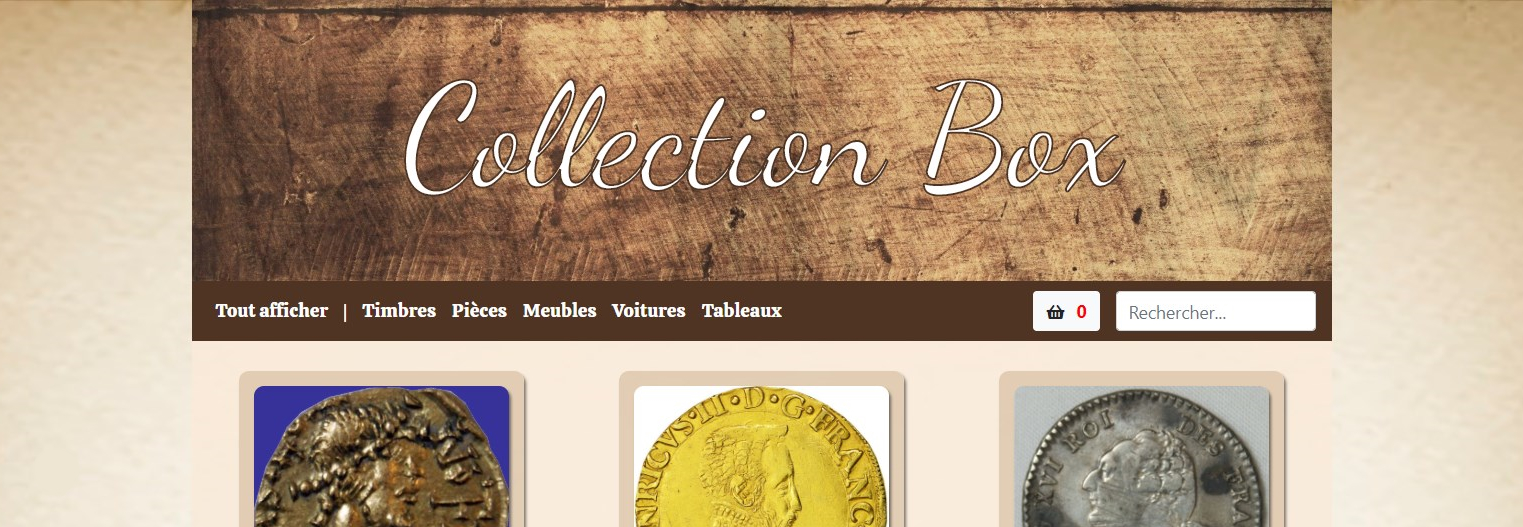 Collection Box
Tout afficher | Timbres Pièces Meubles Voitures Tableaux
0 Rechercher...
NRICVS·II·D·G·FRANC
XVI ROI DES FRA